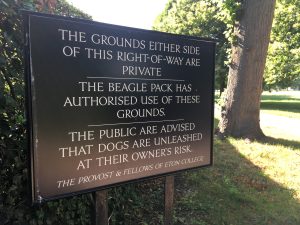 THE GROUNDS EITHER SIDE
OF THIS RIGHT-OF-WAY ARE
PRIVATE
THE BEAGLE PACK HAS
AUTHORISED USE OF THESE
GROUNDS.
THE PUBLIC ARE ADVISED
THAT DOGS ARE UNLEASHED
AT THEIR OWNER'S RISK.
THE PROVOST & FELLOWS OF ETON COLLEGE